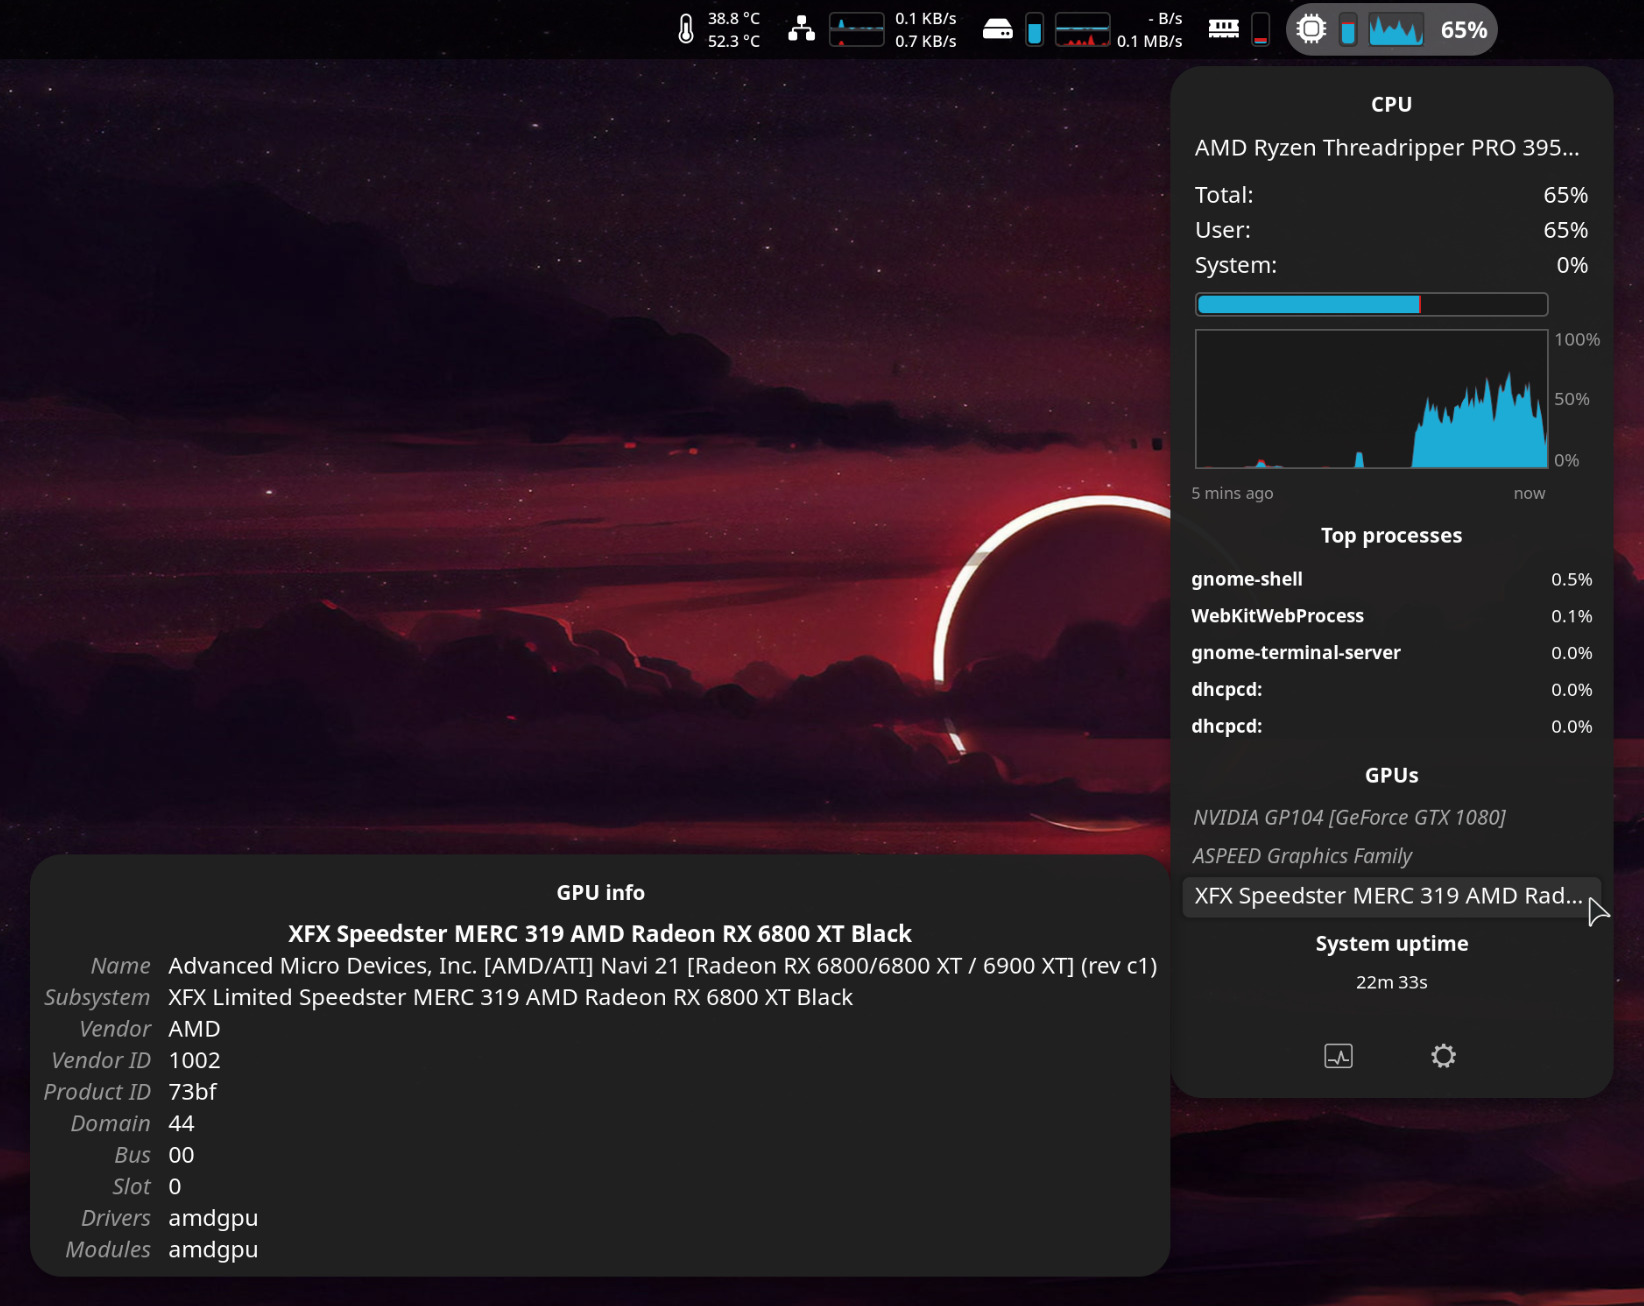 38.8 °C
52.3 °C
0.1 KB/s
0.7 KB/s
- B/s
0.1 MB/s
65%
CPU
AMD Ryzen Threadripper PRO 395...
Total: 65%
User: 65%
System: 0%
100%
50%
0%
5 mins ago now
Top processes
gnome-shell 0.5%
WebKitWebProcess 0.1%
gnome-terminal-server 0.0%
dhcpcd: 0.0%
dhcpcd: 0.0%
GPUs
NVIDIA GP104 [GeForce GTX 1080]
ASPEED Graphics Family
XFX Speedster MERC 319 AMD Rad...
System uptime
22m 33s
GPU info
XFX Speedster MERC 319 AMD Radeon RX 6800 XT Black
Name Advanced Micro Devices, Inc. [AMD/ATI] Navi 21 [Radeon RX 6800/6800 XT / 6900 XT] (rev c1)
Subsystem XFX Limited Speedster MERC 319 AMD Radeon RX 6800 XT Black
Vendor AMD
Vendor ID 1002
Product ID 73bf
Domain 44
Bus 00
Slot 0
Drivers amdgpu
Modules amdgpu